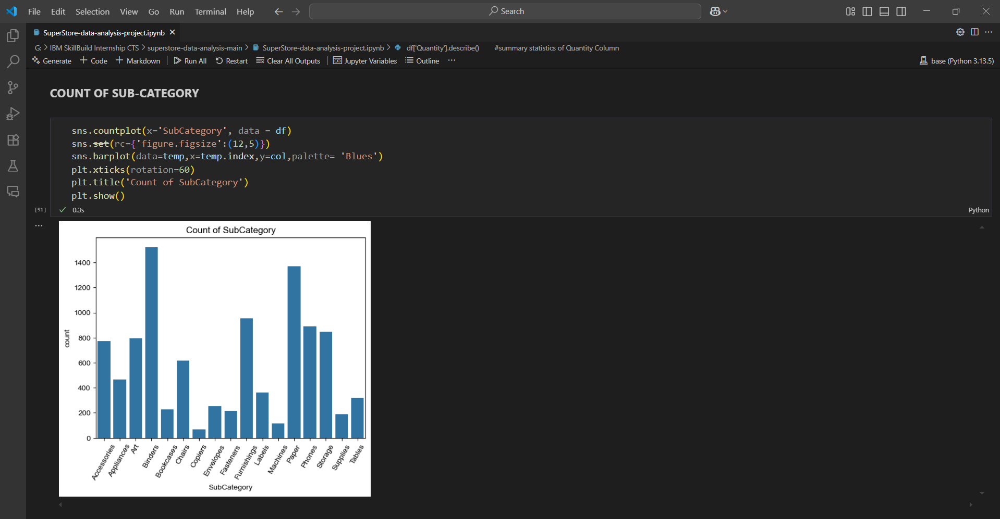 File Edit Selection View Go Run Terminal Help Search
SuperStore-data-analysis-project.ipynb
G: > IBM SkillBuild Internship CTS > superstore-data-analysis-main > SuperStore-data-analysis-project.ipynb > df['Quantity'].describe() #summary statistics of Quantity Column
Generate + Code + Markdown Run All Restart Clear All Outputs Jupyter Variables Outline ... base (Python 3.13.5)
COUNT OF SUB-CATEGORY
sns.countplot(x='SubCategory', data = df)
sns.set(rc={'figure.figsize':(12,5)})
sns.barplot(data=temp,x=temp.index,y=col,palette= 'Blues')
plt.xticks(rotation=60)
plt.title('Count of SubCategory')
plt.show()
[51] 0.3s Python
Count of SubCategory
1400
1200
1000
800
600
400
200
0
count
Accessories
Appliances
Art
Binders
Bookcases
Chairs
Copiers
Envelopes
Fasteners
Furnishings
Labels
Machines
Paper
Phones
Storage
Supplies
Tables
SubCategory